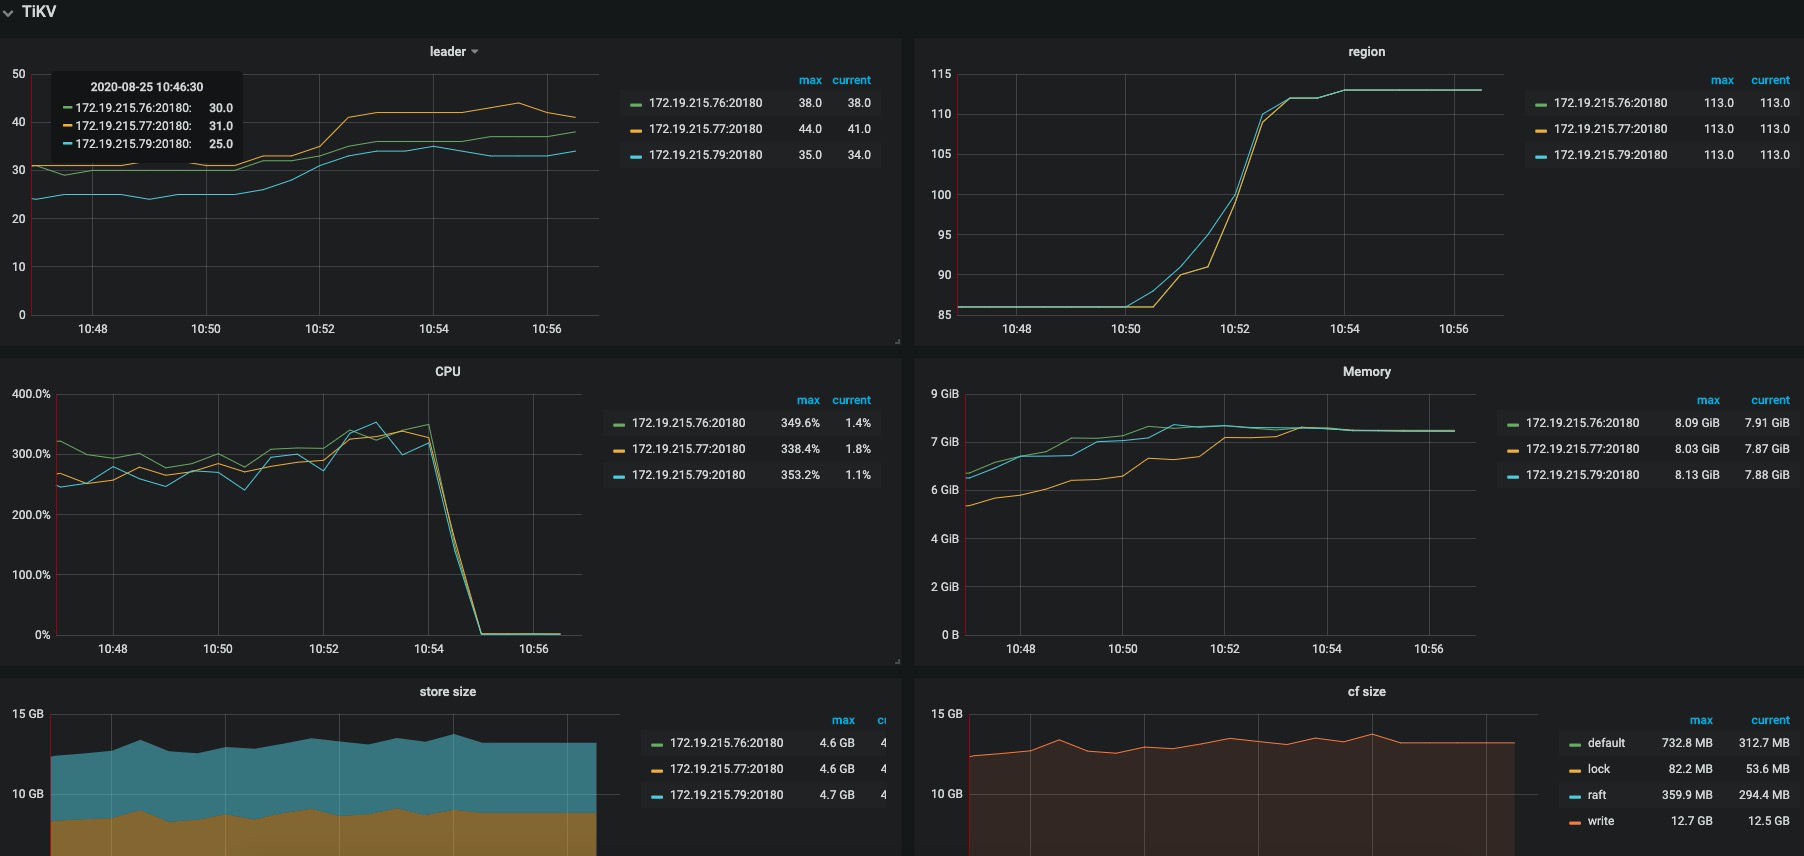 TiKV
leader
50
40
30
20
10
0
2020-08-25 10:46:30
172.19.215.76:20180: 30.0
172.19.215.77:20180: 31.0
172.19.215.79:20180: 25.0
10:48 10:50 10:52 10:54 10:56
max current
172.19.215.76:20180 38.0 38.0
172.19.215.77:20180 44.0 41.0
172.19.215.79:20180 35.0 34.0
region
115
110
105
100
95
90
85
10:48 10:50 10:52 10:54 10:56
max current
172.19.215.76:20180 113.0 113.0
172.19.215.77:20180 113.0 113.0
172.19.215.79:20180 113.0 113.0
CPU
400.0%
300.0%
200.0%
100.0%
0%
10:48 10:50 10:52 10:54 10:56
max current
172.19.215.76:20180 349.6% 1.4%
172.19.215.77:20180 338.4% 1.8%
172.19.215.79:20180 353.2% 1.1%
Memory
9 GiB
7 GiB
6 GiB
4 GiB
2 GiB
0 B
10:48 10:50 10:52 10:54 10:56
max current
172.19.215.76:20180 8.09 GiB 7.91 GiB
172.19.215.77:20180 8.03 GiB 7.87 GiB
172.19.215.79:20180 8.13 GiB 7.88 GiB
store size
15 GB
10 GB
max
172.19.215.76:20180 4.6 GB 4
172.19.215.77:20180 4.6 GB 4
172.19.215.79:20180 4.7 GB 4
cf size
15 GB
10 GB
max current
default 732.8 MB 312.7 MB
lock 82.2 MB 53.6 MB
raft 359.9 MB 294.4 MB
write 12.7 GB 12.5 GB